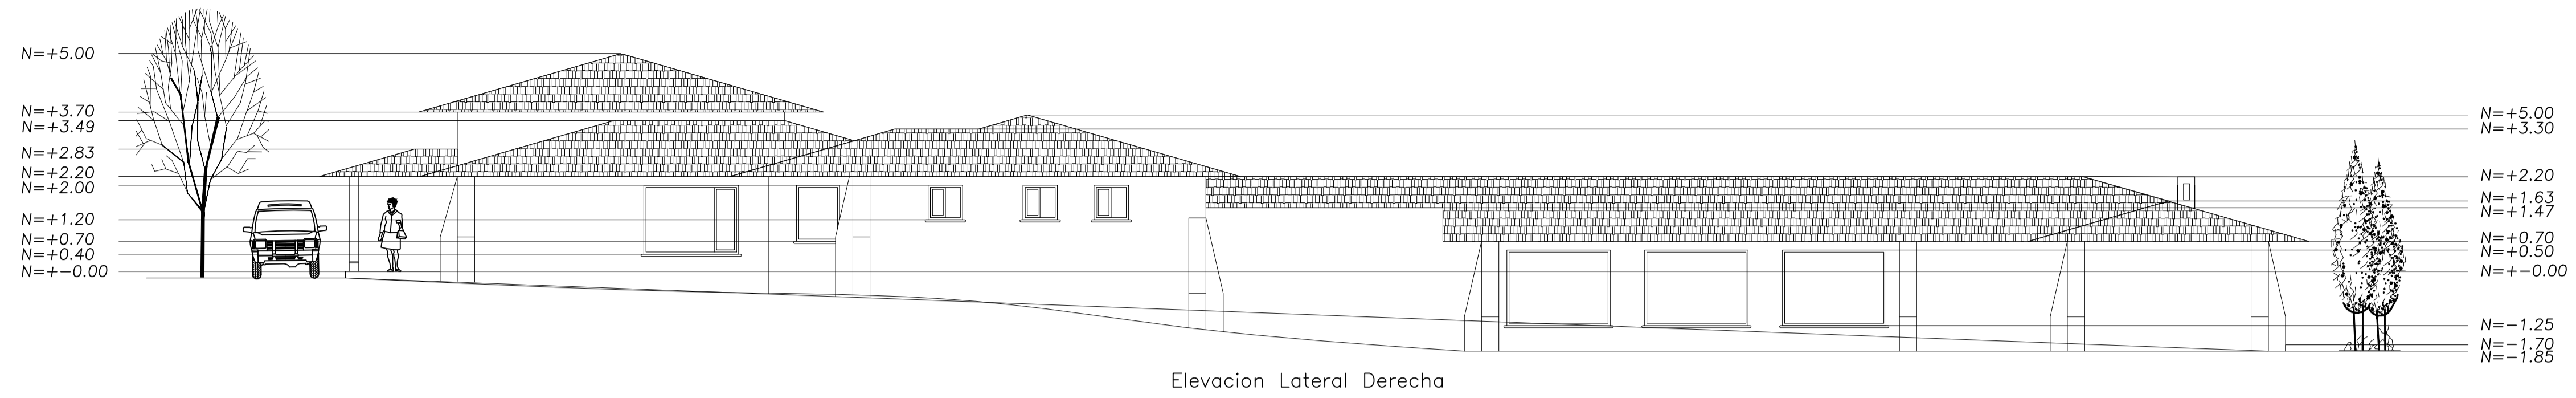 N=+5.00
N=+3.70
N=+3.49
N=+2.83
N=+2.20
N=+2.00
N=+1.20
N=+0.70
N=+0.40
N=+-0.00
N=+5.00
N=+3.30
N=+2.20
N=+1.63
N=+1.47
N=+0.70
N=+0.50
N=+-0.00
N=-1.25
N=-1.70
N=-1.85
Elevacion Lateral Derecha